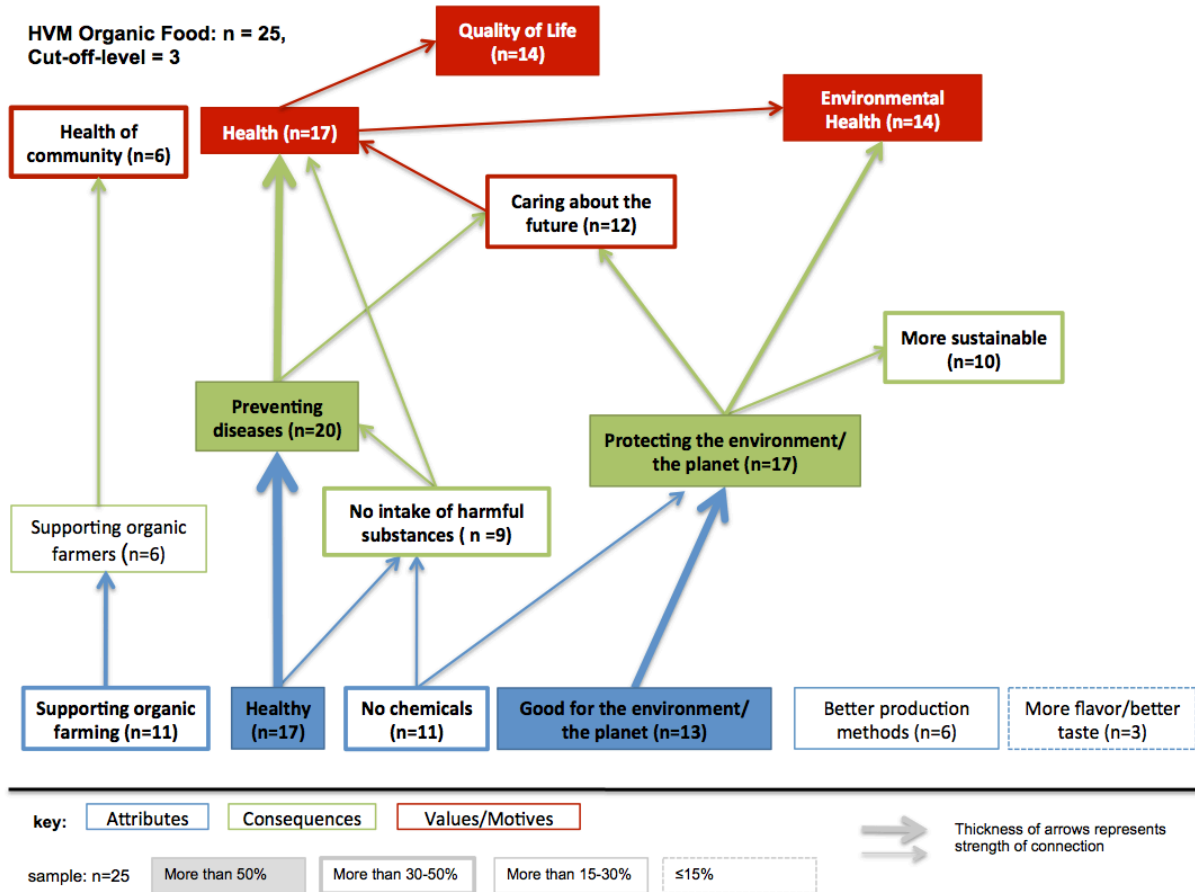 HVM Organic Food: n = 25,
Cut-off-level = 3
Quality of Life
(n=14)
Health of
community (n=6)
Health (n=17)
Environmental
Health (n=14)
Caring about the
future (n=12)
More sustainable
(n=10)
Preventing
diseases (n=20)
Protecting the environment/
the planet (n=17)
Supporting organic
farmers (n=6)
No intake of harmful
substances ( n =9)
Supporting organic
farming (n=11)
Healthy
(n=17)
No chemicals
(n=11)
Good for the environment/
the planet (n=13)
Better production
methods (n=6)
More flavor/better
taste (n=3)
key:
Attributes
Consequences
Values/Motives
Thickness of arrows represents
strength of connection
sample: n=25
More than 50%
More than 30-50%
More than 15-30%
≤15%